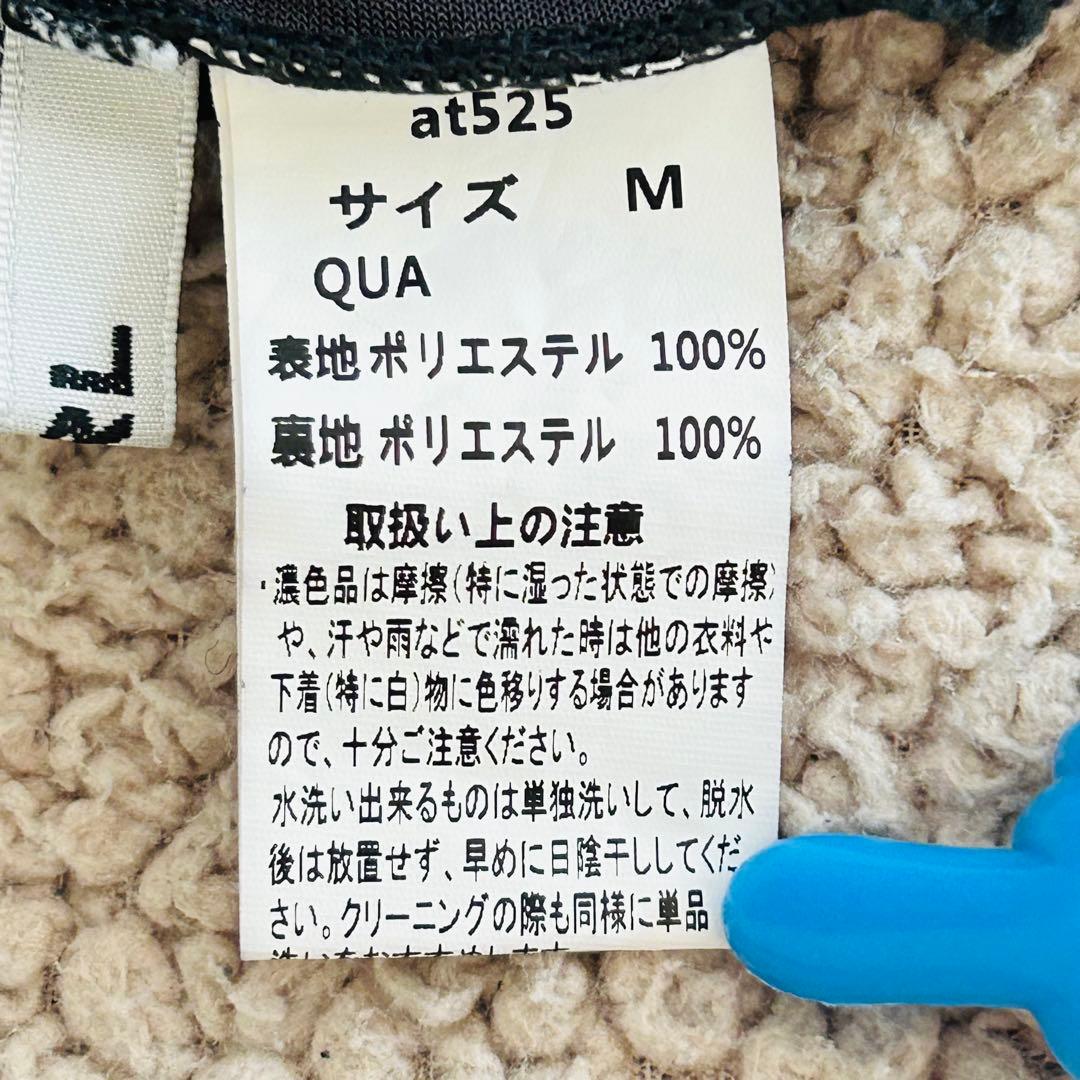 at525
サイズ M
QUA
表地 ポリエステル 100%
裏地 ポリエステル 100%
取扱い上の注意
・濃色品は摩擦(特に湿った状態での摩擦)
や、汗や雨などで濡れた時は他の衣料や
下着(特に白)物に色移りする場合があります
ので、十分ご注意ください。
水洗い出来るものは単独洗いして、脱水
後は放置せず、早めに日陰干ししてくだ
さい。クリーニングの際も同様に単品